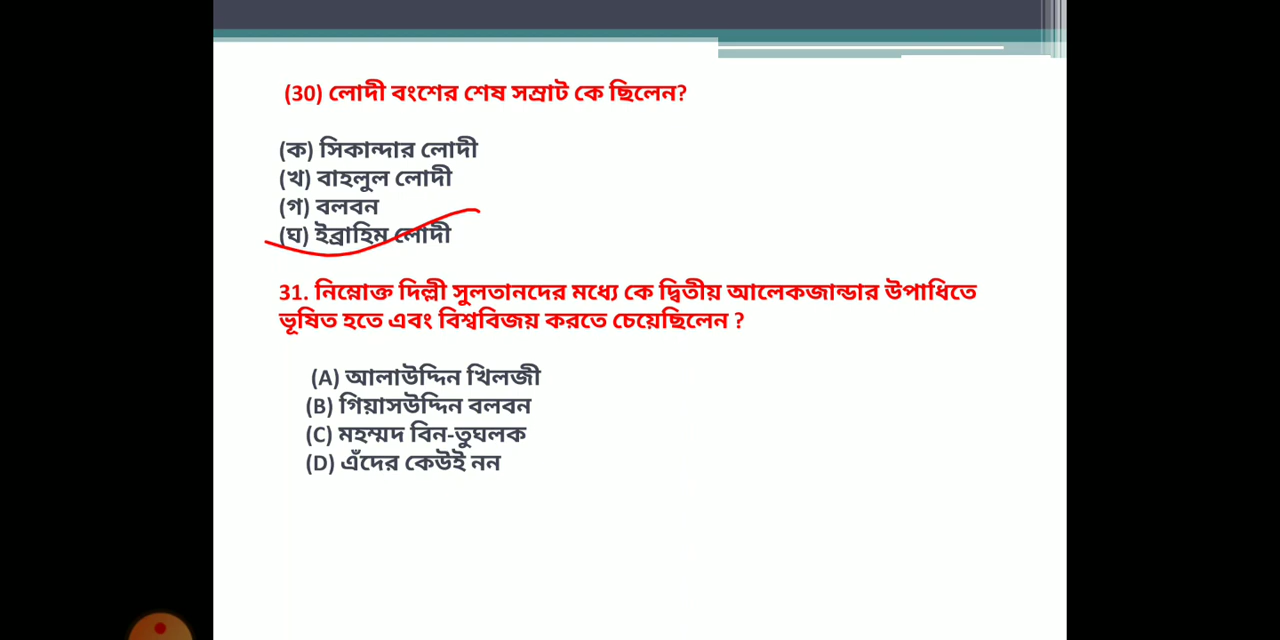 (30) লোদী বংশের শেষ সম্রাট কে ছিলেন?
(ক) সিকান্দার লোদী
(খ) বাহলুল লোদী
(গ) বলবন
(ঘ) ইব্রাহিম লোদী
31. নিম্নোক্ত দিল্লী সুলতানদের মধ্যে কে দ্বিতীয় আলেকজান্ডার উপাধিতে
ভূষিত হতে এবং বিশ্ববিজয় করতে চেয়েছিলেন ?
(A) আলাউদ্দিন খিলজী
(B) গিয়াসউদ্দিন বলবন
(C) মহম্মদ বিন-তুঘলক
(D) এঁদের কেউই নন